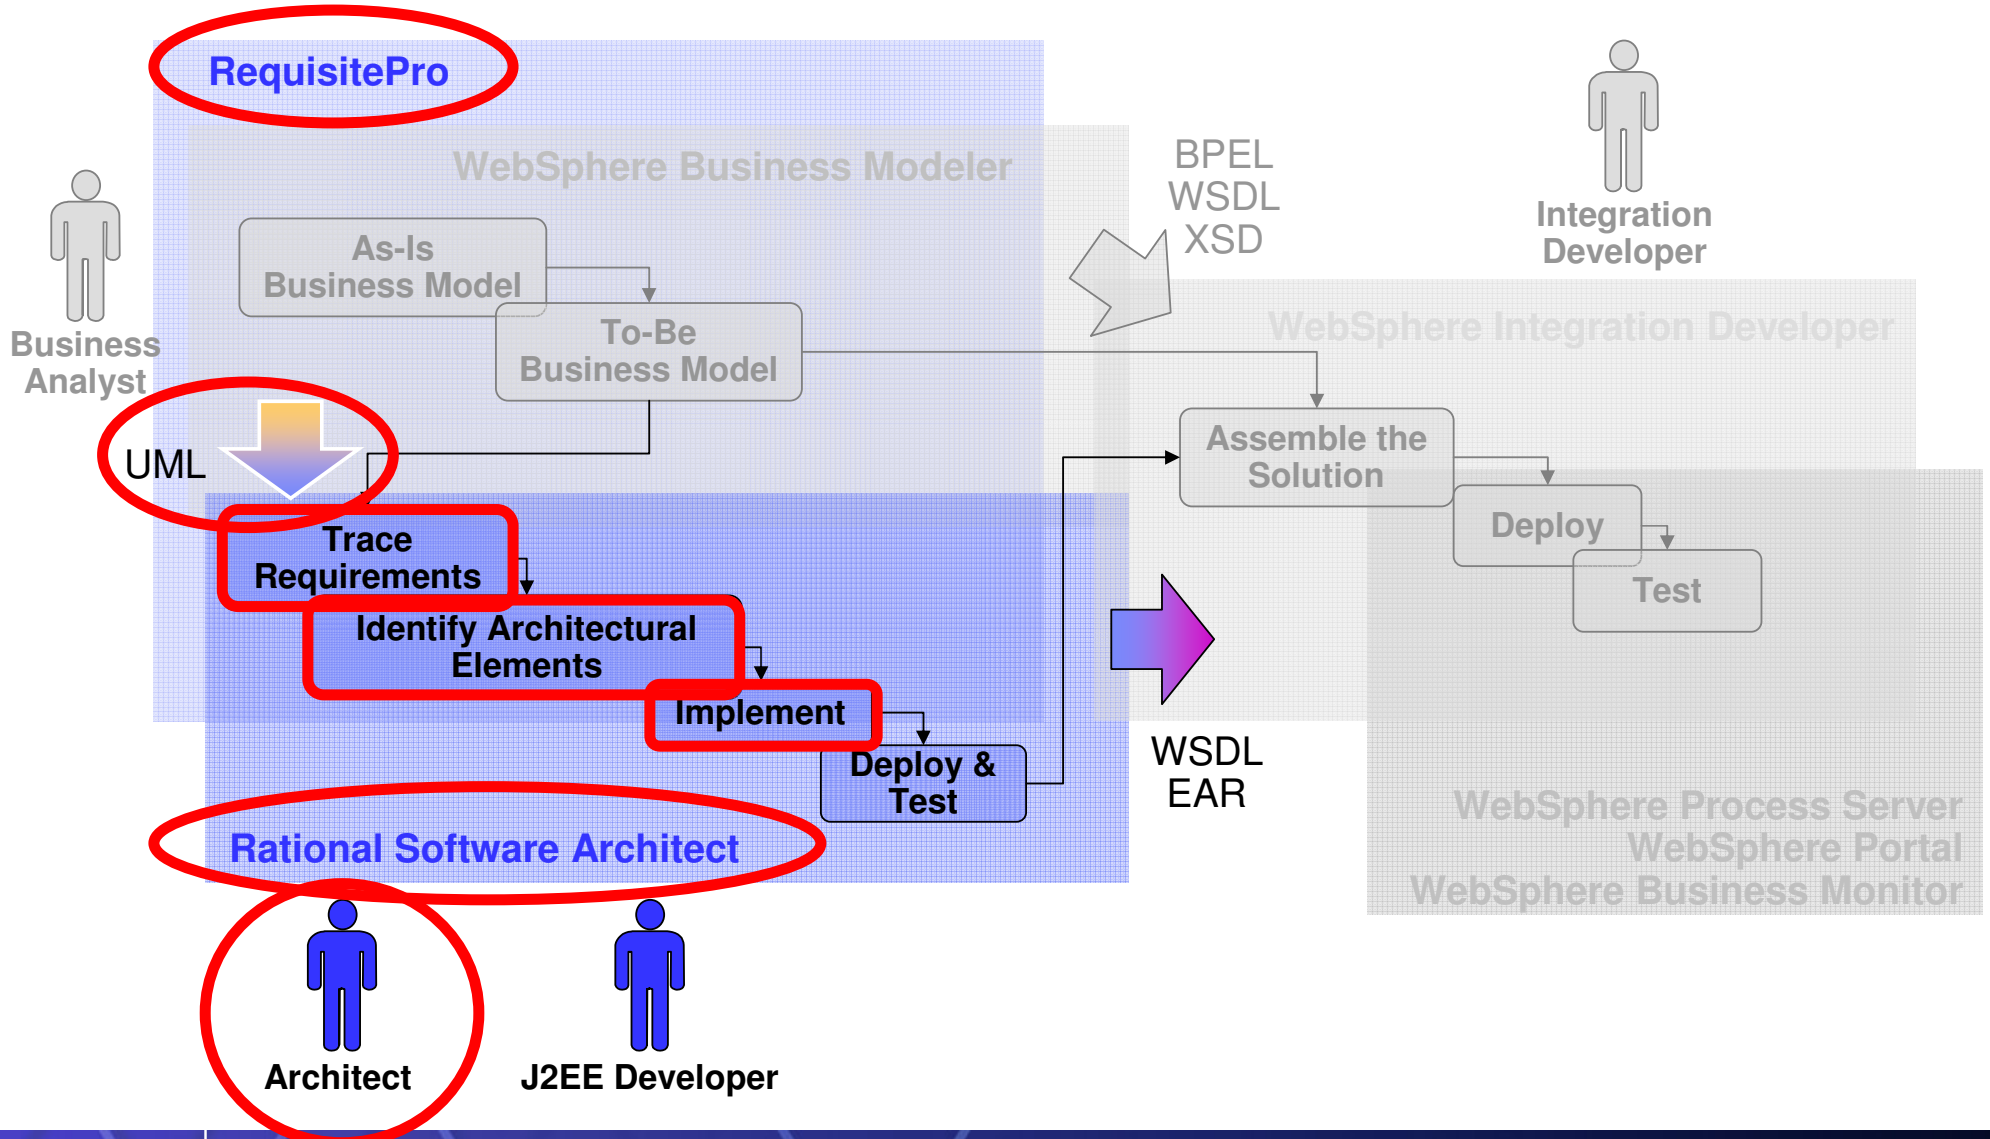 RequisitePro
WebSphere Business Modeler
BPEL
WSDL
XSD
Integration
Developer
As-Is
Business Model
To-Be
Business Model
WebSphere Integration Developer
Business
Analyst
UML
Assemble the
Solution
Deploy
Test
Trace
Requirements
Identify Architectural
Elements
Implement
Deploy &
Test
WSDL
EAR
WebSphere Process Server
WebSphere Portal
WebSphere Business Monitor
Rational Software Architect
Architect
J2EE Developer